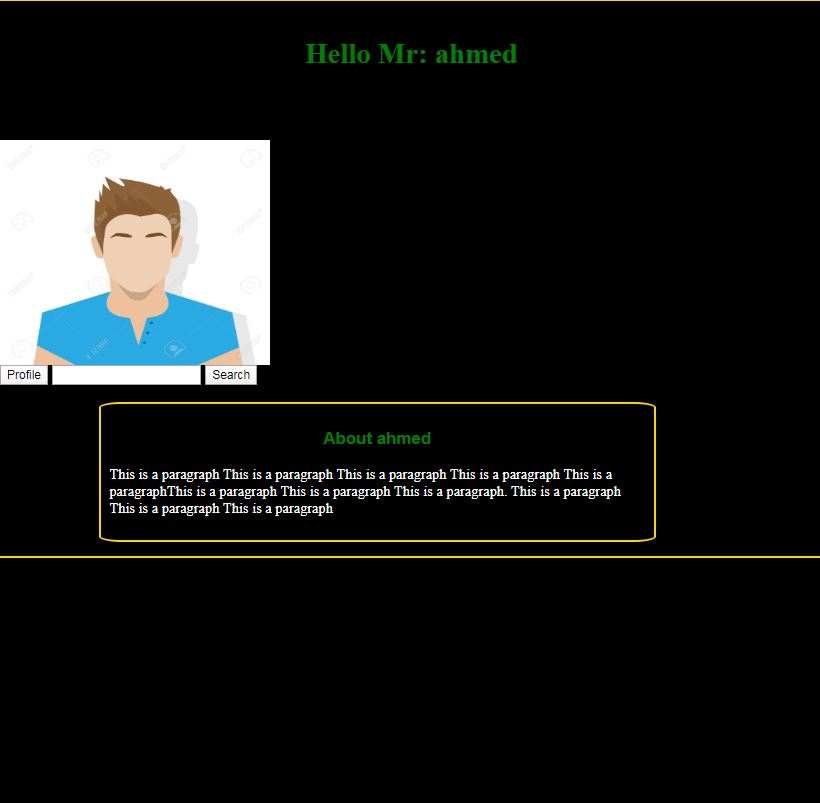 Hello Mr: ahmed
Profile Search
About ahmed
This is a paragraph This is a paragraph This is a paragraph This is a paragraph This is a
paragraphThis is a paragraph This is a paragraph This is a paragraph. This is a paragraph
This is a paragraph This is a paragraph